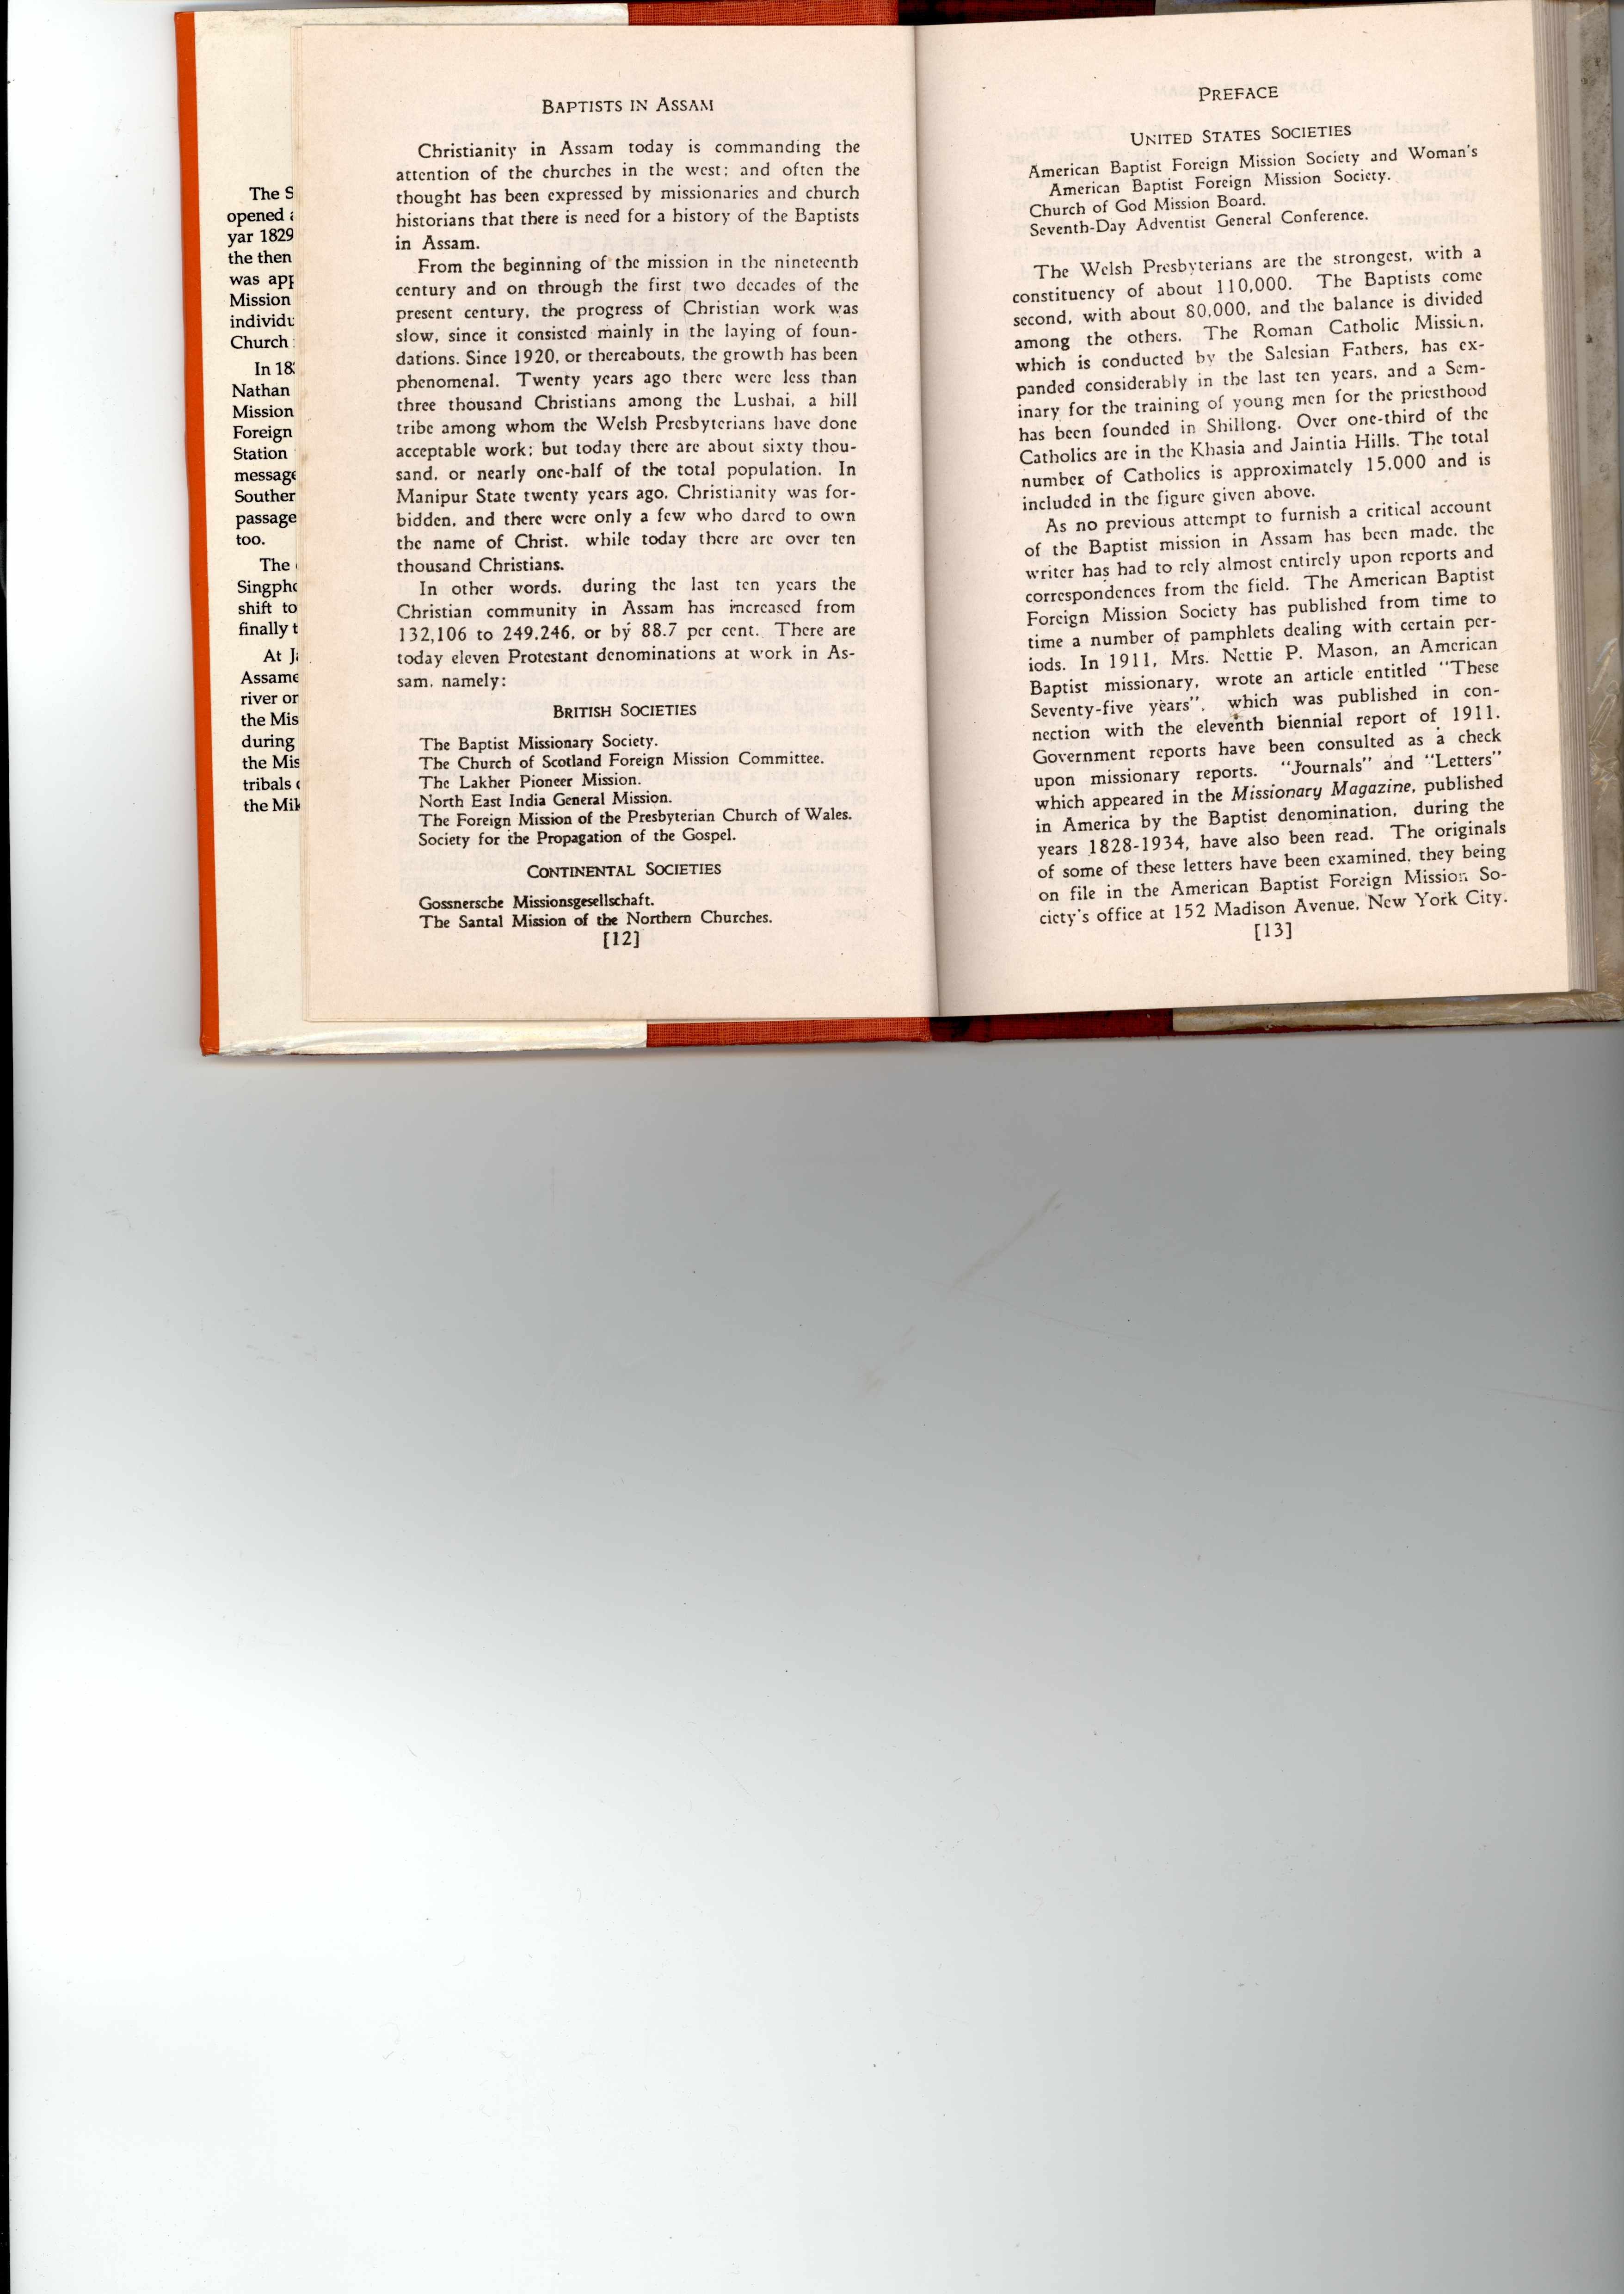 The S
opened a
yar 1829
the then
was app
Mission
individu
Church
In 18
Nathan
Mission
Foreign
Station
message
Souther
passage
too.
The
Singpho
shift to
finally t
At J
Assame
river or
the Mis
during
the Mis
tribals
the Mik
BAPTISTS IN ASSAM
Christianity in Assam today is commanding the
attention of the churches in the west; and often the
thought has been expressed by missionaries and church
historians that there is need for a history of the Baptists
in Assam.
From the beginning of the mission in the nineteenth
century and on through the first two decades of the
present century, the progress of Christian work was
slow, since it consisted mainly in the laying of foun-
dations. Since 1920, or thereabouts, the growth has been
phenomenal. Twenty years ago there were less than
three thousand Christians among the Lushai, a hill
tribe among whom the Welsh Presbyterians have done
acceptable work; but today there are about sixty thou-
sand, or nearly one-half of the total population. In
Manipur State twenty years ago, Christianity was for-
bidden, and there were only a few who dared to own
the name of Christ, while today there are over ten
thousand Christians.
In other words, during the last ten years the
Christian community in Assam has increased from
132,106 to 249,246, or by 88.7 per cent. There are
today eleven Protestant denominations at work in As-
sam, namely:
BRITISH SOCIETIES
The Baptist Missionary Society.
The Church of Scotland Foreign Mission Committee.
The Lakher Pioneer Mission.
North East India General Mission.
The Foreign Mission of the Presbyterian Church of Wales.
Society for the Propagation of the Gospel.
CONTINENTAL SOCIETIES
Gossnersche Missionsgesellschaft.
The Santal Mission of the Northern Churches.
[12]
PREFACE
UNITED STATES SOCIETIES
American Baptist Foreign Mission Society and Woman's
American Baptist Foreign Mission Society.
Church of God Mission Board.
Seventh-Day Adventist General Conference.
The Welsh Presbyterians are the strongest, with a
constituency of about 110,000. The Baptists come
second, with about 80,000, and the balance is divided
among the others. The Roman Catholic Mission,
which is conducted by the Salesian Fathers, has ex-
panded considerably in the last ten years, and a Sem-
inary for the training of young men for the priesthood
has been founded in Shillong. Over one-third of the
Catholics are in the Khasia and Jaintia Hills. The total
number of Catholics is approximately 15,000 and is
included in the figure given above.
As no previous attempt to furnish a critical account
of the Baptist mission in Assam has been made, the
writer has had to rely almost entirely upon reports and
correspondences from the field. The American Baptist
Foreign Mission Society has published from time to
time a number of pamphlets dealing with certain per-
iods. In 1911, Mrs. Nettie P. Mason, an American
Baptist missionary, wrote an article entitled "These
Seventy-five years", which was published in con-
nection with the eleventh biennial report of 1911.
Government reports have been consulted as a check
upon missionary reports. "Journals" and "Letters"
which appeared in the Missionary Magazine, published
in America by the Baptist denomination, during the
years 1828-1934, have also been read. The originals
of some of these letters have been examined, they being
on file in the American Baptist Foreign Mission So-
ciety's office at 152 Madison Avenue, New York City.
[13]